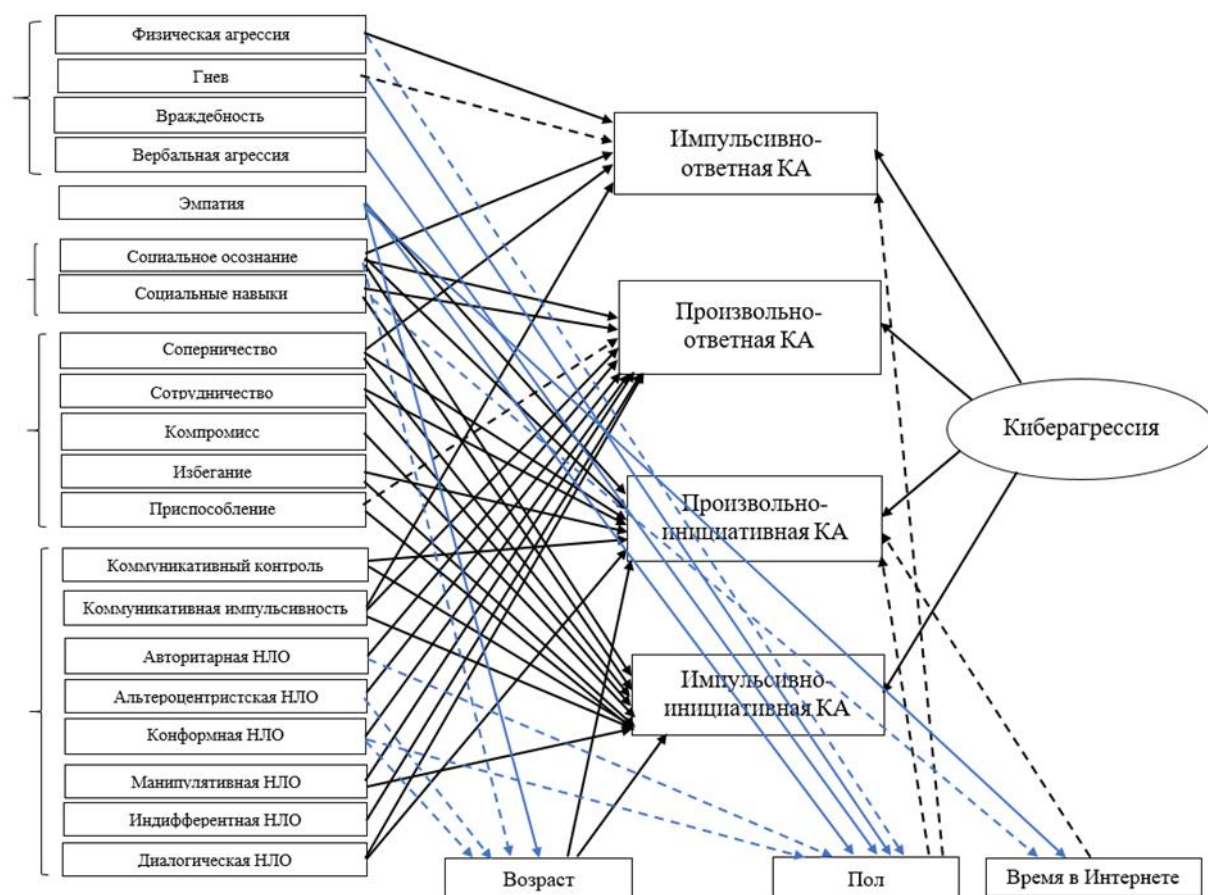 Физическая агрессия
Гнев
Враждебность
Вербальная агрессия
Эмпатия
Социальное осознание
Социальные навыки
Соперничество
Сотрудничество
Компромисс
Избегание
Приспособление
Коммуникативный контроль
Коммуникативная импульсивность
Авторитарная НЛО
Альтероцентристская НЛО
Конформная НЛО
Манипулятивная НЛО
Индифферентная НЛО
Диалогическая НЛО
Импульсивно-
ответная КА
Произвольно-
ответная КА
Произвольно-
инициативная КА
Импульсивно-
инициативная КА
Киберагрессия
Возраст
Пол
Время в Интернете